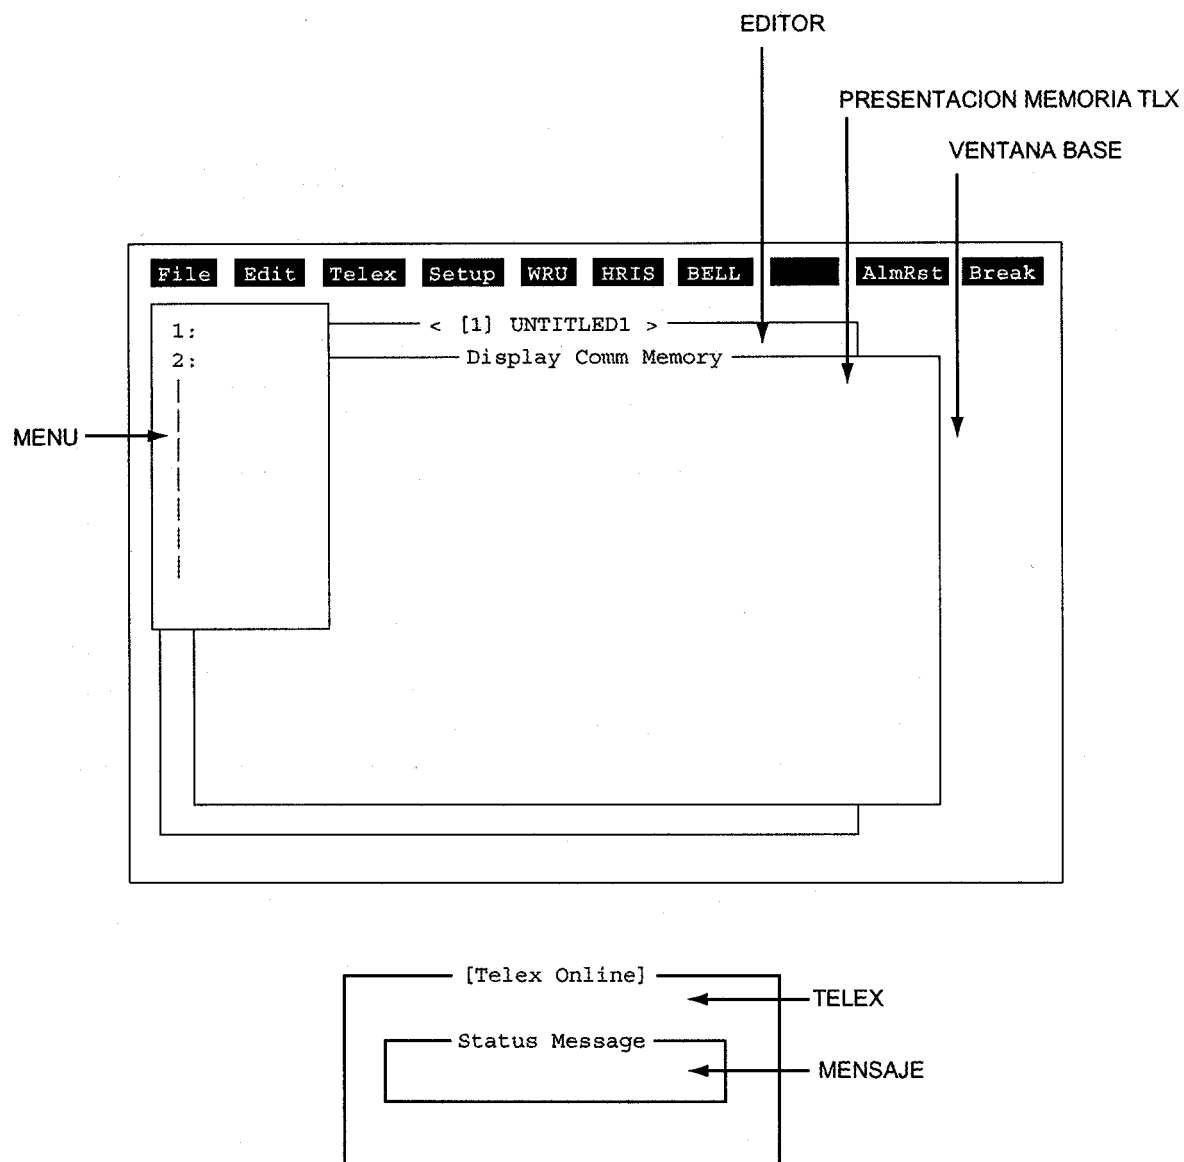 EDITOR
PRESENTACION MEMORIA TLX
VENTANA BASE
File Edit Telex Setup WRU HRIS BELL AlmRst Break
1:
< [1] UNTITLED1 >
2:
Display Comm Memory
MENU
[Telex Online]
TELEX
Status Message
MENSAJE